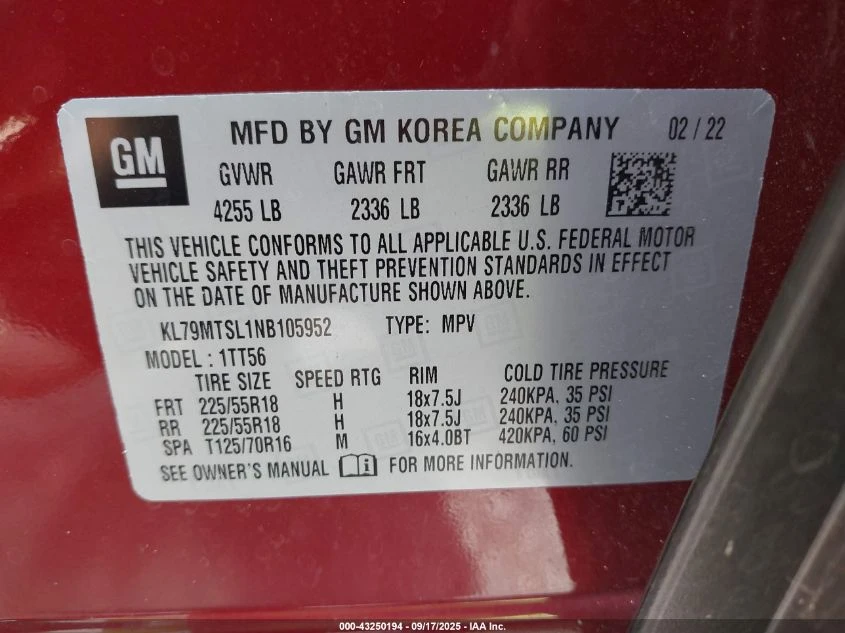 GM
MFD BY GM KOREA COMPANY 02 / 22
GVWR GAWR FRT GAWR RR
4255 LB 2336 LB 2336 LB
THIS VEHICLE CONFORMS TO ALL APPLICABLE U.S. FEDERAL MOTOR
VEHICLE SAFETY AND THEFT PREVENTION STANDARDS IN EFFECT
ON THE DATE OF MANUFACTURE SHOWN ABOVE.
KL79MTSL1NB105952 TYPE: MPV
MODEL : 1TT56
TIRE SIZE SPEED RTG RIM COLD TIRE PRESSURE
FRT 225/55R18 H 18x7.5J 240KPA, 35 PSI
RR 225/55R18 H 18x7.5J 240KPA, 35 PSI
SPA T125/70R16 M 16x4.0BT 420KPA, 60 PSI
SEE OWNER'S MANUAL i FOR MORE INFORMATION.
000-43250194 - 09/17/2025 - IAA Inc.